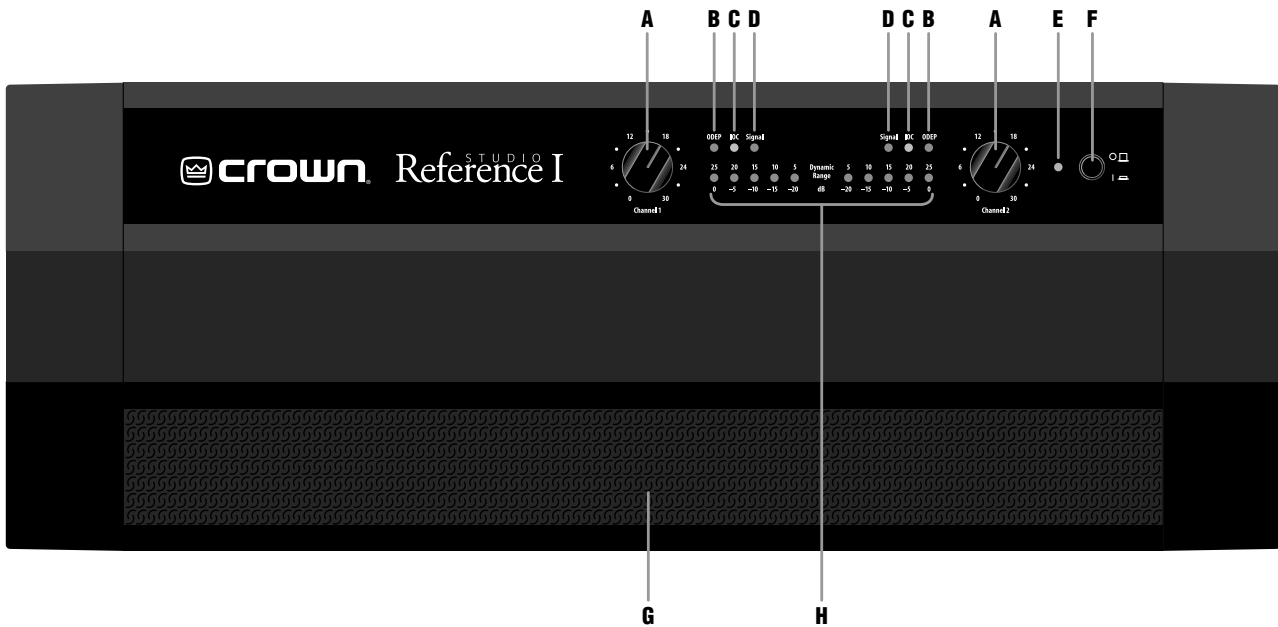 A B C D D C B A E F
ODEP IOC Signal Signal IOC ODEP
12 18 12 18
6 24 6 24
0 30 0 30
Channel 1 Channel 2
25 20 15 10 5 Dynamic Range 5 10 15 20 25
0 –5 –10 –15 –20 dB –20 –15 –10 –5 0
crown®
STUDIO
Reference I
G H